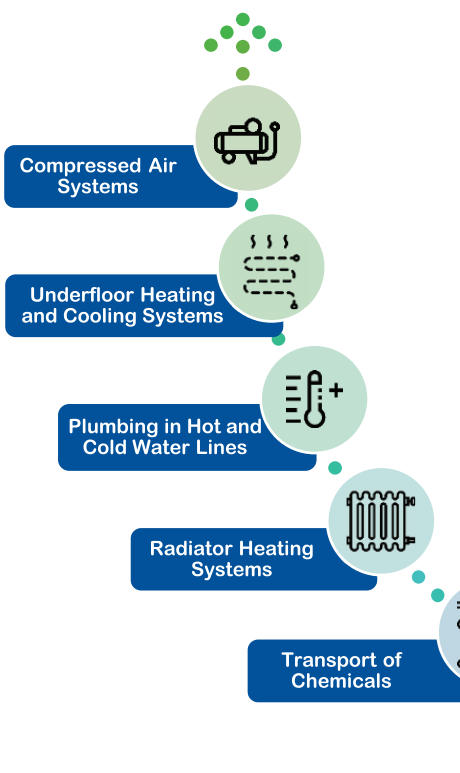 Compressed Air
Systems
Underfloor Heating
and Cooling Systems
Plumbing in Hot and
Cold Water Lines
Radiator Heating
Systems
Transport of
Chemicals